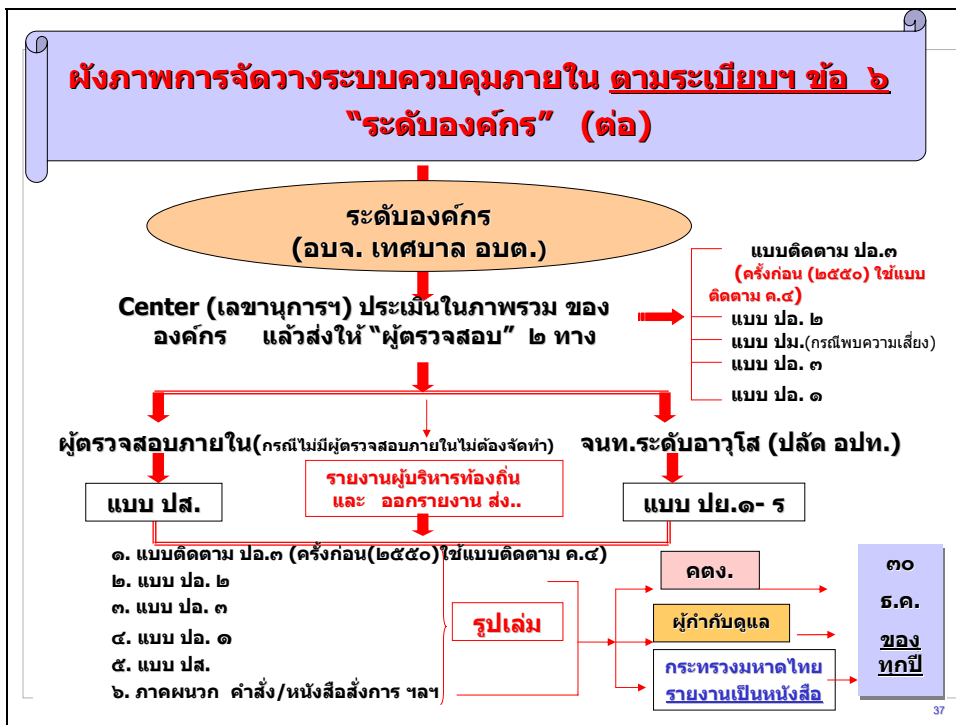 ผังภาพการจัดวางระบบควบคุมภายใน ตามระเบียบฯ ข้อ ๖
“ระดับองค์กร” (ต่อ)
ระดับองค์กร
(อบจ. เทศบาล อบต.)
Center (เลขานุการฯ) ประเมินในภาพรวม ของ
องค์กร แล้วส่งให้ “ผู้ตรวจสอบ” ๒ ทาง
แบบติดตาม ปอ.๓
(ครั้งก่อน (๒๕๕๐) ใช้แบบ
ติดตาม ค.๔)
แบบ ปอ. ๒
แบบ ปม.(กรณีพบความเสี่ยง)
แบบ ปอ. ๓
แบบ ปอ. ๑
ผู้ตรวจสอบภายใน(กรณีไม่มีผู้ตรวจสอบภายในไม่ต้องจัดทำ)
จนท.ระดับอาวุโส (ปลัด อปท.)
แบบ ปส.
รายงานผู้บริหารท้องถิ่น
และ ออกรายงาน ส่ง..
แบบ ปย.๑- ร
๑. แบบติดตาม ปอ.๓ (ครั้งก่อน(๒๕๕๐)ใช้แบบติดตาม ค.๔)
๒. แบบ ปอ. ๒
๓. แบบ ปอ. ๓
๔. แบบ ปอ. ๑
๕. แบบ ปส.
๖. ภาคผนวก คำสั่ง/หนังสือสั่งการ ฯลฯ
รูปเล่ม
คตง.
ผู้กำกับดูแล
กระทรวงมหาดไทย
รายงานเป็นหนังสือ
๓๐
ธ.ค.
ของ
ทุกปี
37